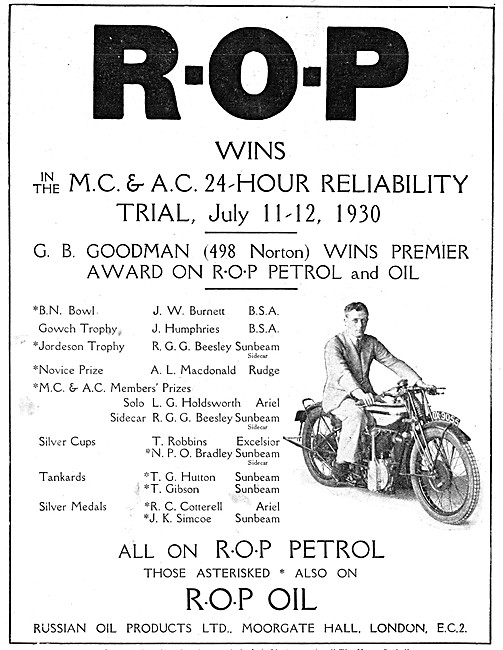 R·O·P
WINS
IN THE M.C. & A.C. 24-HOUR RELIABILITY
TRIAL, July 11-12, 1930
G. B. GOODMAN (498 Norton) WINS PREMIER
AWARD ON R·O·P PETROL and OIL
*B.N. Bowl J. W. Burnett B.S.A.
Gowch Trophy J. Humphries B.S.A.
*Jordeson Trophy R. G. G. Beesley Sunbeam
Sidecar
*Novice Prize A. L. Macdonald Rudge
*M.C. & A.C. Members' Prizes
Solo L. G. Holdsworth Ariel
Sidecar R. G. G. Beesley Sunbeam
Sidecar
Silver Cups T. Robbins Excelsior
*N. P. O. Bradley Sunbeam
Sidecar
Tankards *T. G. Hutton Sunbeam
*T. Gibson Sunbeam
Silver Medals *R. C. Cotterell Ariel
*J. K. Simcoe Sunbeam
ALL ON R·O·P PETROL
THOSE ASTERISKED * ALSO ON
R·O·P OIL
RUSSIAN OIL PRODUCTS LTD., MOORGATE HALL, LONDON, E.C.2.